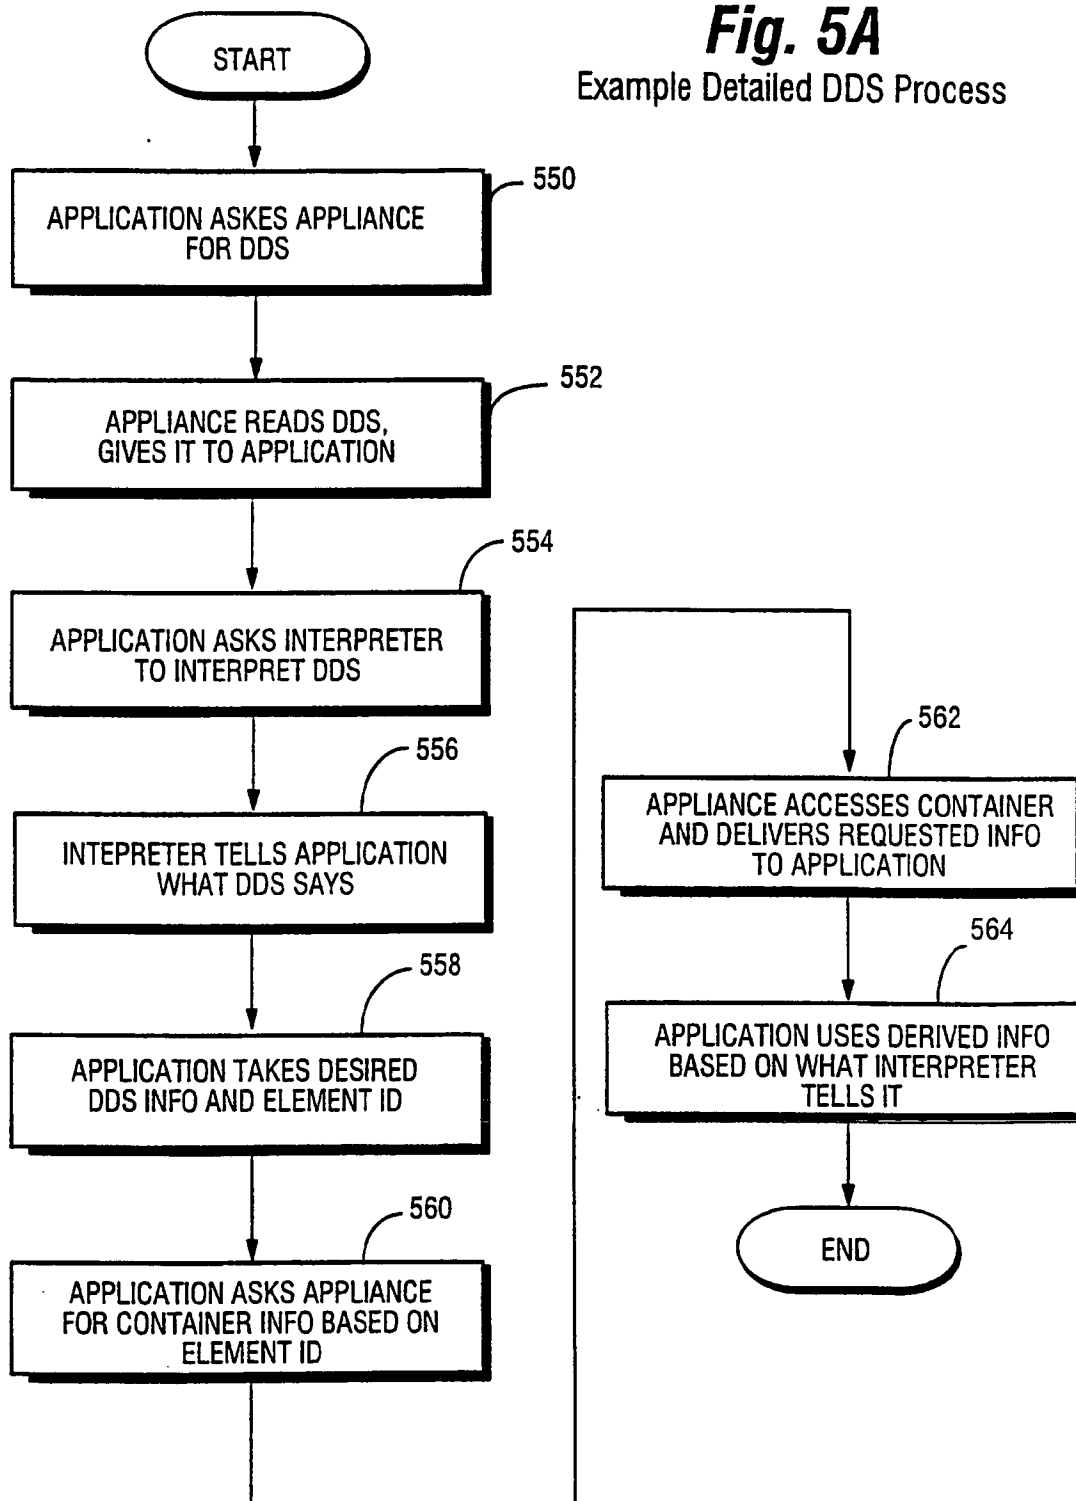 Fig. 5A
Example Detailed DDS Process
START
550
APPLICATION ASKES APPLIANCE
FOR DDS
552
APPLIANCE READS DDS,
GIVES IT TO APPLICATION
554
APPLICATION ASKS INTERPRETER
TO INTERPRET DDS
556
INTEPRETER TELLS APPLICATION
WHAT DDS SAYS
558
APPLICATION TAKES DESIRED
DDS INFO AND ELEMENT ID
560
APPLICATION ASKS APPLIANCE
FOR CONTAINER INFO BASED ON
ELEMENT ID
562
APPLIANCE ACCESSES CONTAINER
AND DELIVERS REQUESTED INFO
TO APPLICATION
564
APPLICATION USES DERIVED INFO
BASED ON WHAT INTERPRETER
TELLS IT
END